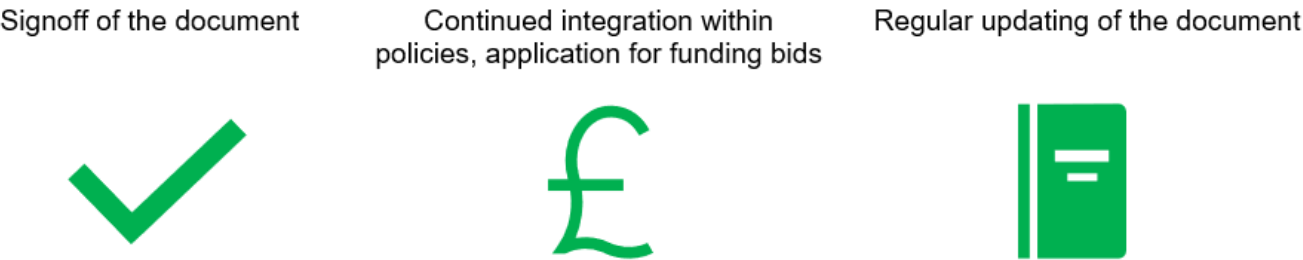 Signoff of the document
Continued integration within
policies, application for funding bids
Regular updating of the document
£